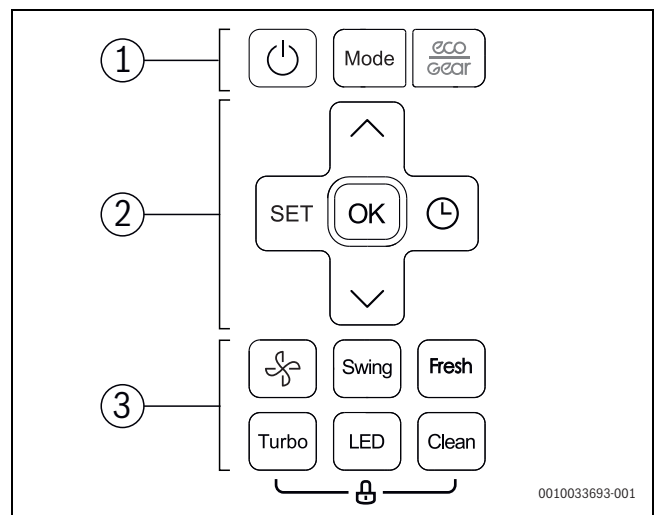 1
Mode
eco
Gear
2
SET
OK
3
Swing
Fresh
Turbo
LED
Clean
0010033693-001